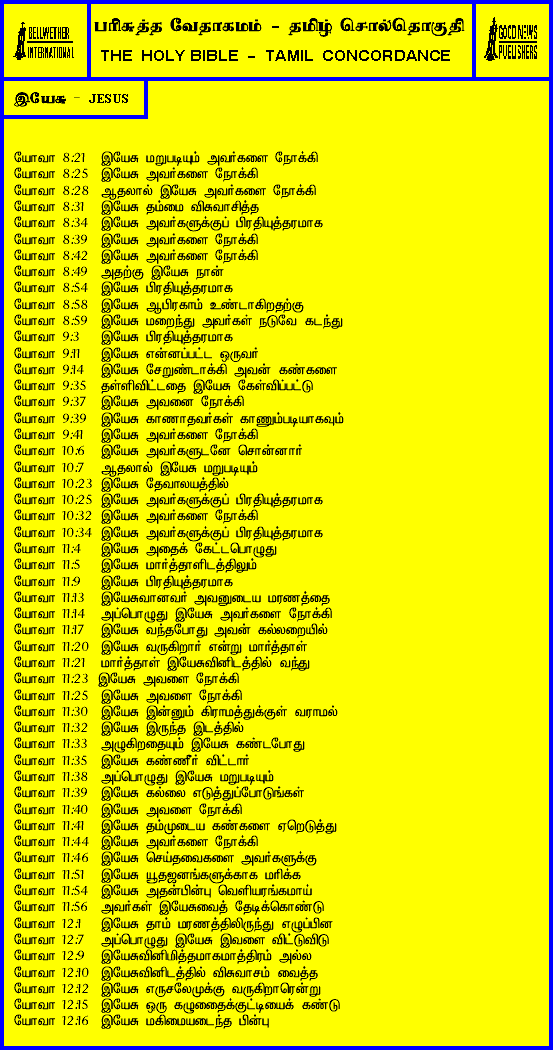 BELLWETHER
INTERNATIONAL
பரிசுத்த வேதாகமம் - தமிழ் சொல்தொகுதி
THE HOLY BIBLE - TAMIL CONCORDANCE
GOOD NEWS
PUBLISHERS
இயேசு - JESUS
யோவா 8:21 இயேசு மறுபடியும் அவர்களை நோக்கி
யோவா 8:25 இயேசு அவர்களை நோக்கி
யோவா 8:28 ஆதலால் இயேசு அவர்களை நோக்கி
யோவா 8:31 இயேசு தம்மை விசுவாசித்த
யோவா 8:34 இயேசு அவர்களுக்குப் பிரதியுத்தரமாக
யோவா 8:39 இயேசு அவர்களை நோக்கி
யோவா 8:42 இயேசு அவர்களை நோக்கி
யோவா 8:49 அதற்கு இயேசு நான்
யோவா 8:54 இயேசு பிரதியுத்தரமாக
யோவா 8:58 இயேசு ஆபிரகாம் உண்டாகிறதற்கு
யோவா 8:59 இயேசு மறைந்து அவர்கள் நடுவே கடந்து
யோவா 9:3 இயேசு பிரதியுத்தரமாக
யோவா 9:11 இயேசு என்னப்பட்ட ஒருவர்
யோவா 9:14 இயேசு சேறுண்டாக்கி அவன் கண்களை
யோவா 9:35 தள்ளிவிட்டதை இயேசு கேள்விப்பட்டு
யோவா 9:37 இயேசு அவனை நோக்கி
யோவா 9:39 இயேசு காணாதவர்கள் காணும்படியாகவும்
யோவா 9:41 இயேசு அவர்களை நோக்கி
யோவா 10:6 இயேசு அவர்களுடனே சொன்னார்
யோவா 10:7 ஆதலால் இயேசு மறுபடியும்
யோவா 10:23 இயேசு தேவாலயத்தில்
யோவா 10:25 இயேசு அவர்களுக்குப் பிரதியுத்தரமாக
யோவா 10:32 இயேசு அவர்களை நோக்கி
யோவா 10:34 இயேசு அவர்களுக்குப் பிரதியுத்தரமாக
யோவா 11:4 இயேசு அதைக் கேட்டபொழுது
யோவா 11:5 இயேசு மார்த்தாளிடத்திலும்
யோவா 11:9 இயேசு பிரதியுத்தரமாக
யோவா 11:13 இயேசுவானவர் அவனுடைய மரணத்தை
யோவா 11:14 அப்பொழுது இயேசு அவர்களை நோக்கி
யோவா 11:17 இயேசு வந்தபோது அவன் கல்லறையில்
யோவா 11:20 இயேசு வருகிறார் என்று மார்த்தாள்
யோவா 11:21 மார்த்தாள் இயேசுவினிடத்தில் வந்து
யோவா 11:23 இயேசு அவளை நோக்கி
யோவா 11:25 இயேசு அவளை நோக்கி
யோவா 11:30 இயேசு இன்னும் கிராமத்துக்குள் வராமல்
யோவா 11:32 இயேசு இருந்த இடத்தில்
யோவா 11:33 அழுகிறதையும் இயேசு கண்டபோது
யோவா 11:35 இயேசு கண்ணீர் விட்டார்
யோவா 11:38 அப்பொழுது இயேசு மறுபடியும்
யோவா 11:39 இயேசு கல்லை எடுத்துப்போடுங்கள்
யோவா 11:40 இயேசு அவளை நோக்கி
யோவா 11:41 இயேசு தம்முடைய கண்களை ஏறெடுத்து
யோவா 11:44 இயேசு அவர்களை நோக்கி
யோவா 11:46 இயேசு செய்தவைகளை அவர்களுக்கு
யோவா 11:51 இயேசு யூதஜனங்களுக்காக மரிக்க
யோவா 11:54 இயேசு அதன்பின்பு வெளியரங்கமாய்
யோவா 11:56 அவர்கள் இயேசுவைத் தேடிக்கொண்டு
யோவா 12:1 இயேசு தாம் மரணத்திலிருந்து எழுப்பின
யோவா 12:7 அப்பொழுது இயேசு இவளை விட்டுவிடு
யோவா 12:9 இயேசுவினிமித்தமாகமாத்திரம் அல்ல
யோவா 12:10 இயேசுவினிடத்தில் விசுவாசம் வைத்த
யோவா 12:12 இயேசு எருசலேமுக்கு வருகிறாரென்று
யோவா 12:15 இயேசு ஒரு கழுதைக்குட்டியைக் கண்டு
யோவா 12:16 இயேசு மகிமையடைந்த பின்பு